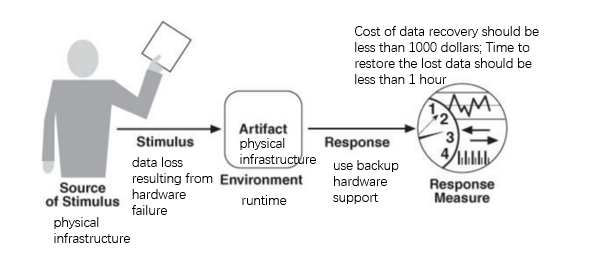 Cost of data recovery should be
less than 1000 dollars; Time to
restore the lost data should be
less than 1 hour
Stimulus
data loss
resulting from
hardware
failure
Source
of Stimulus
physical
infrastructure
Artifact
physical
infrastructure
Environment
runtime
Response
use backup
hardware
support
1
2
3
4
Response
Measure